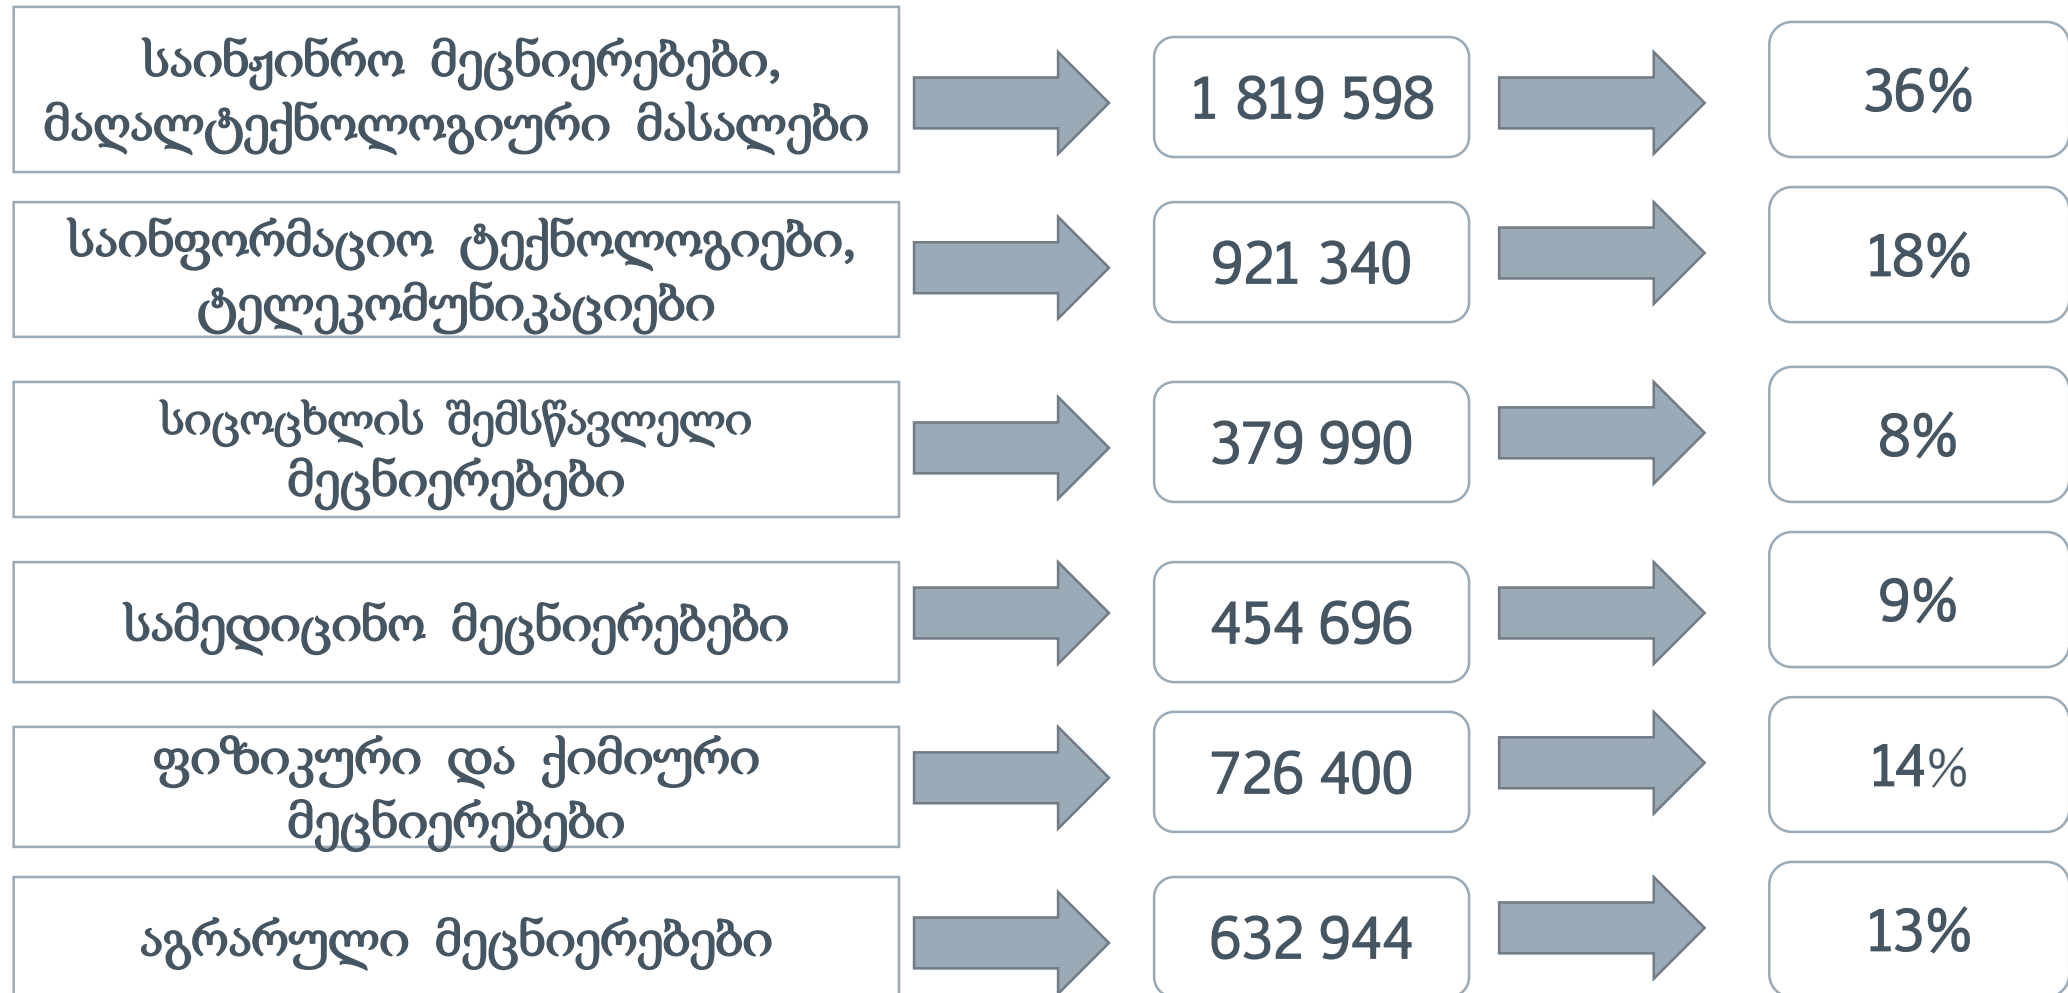 საინჟინრო მეცნიერებები,
მაღალტექნოლოგიური მასალები
1 819 598
36%
საინფორმაციო ტექნოლოგიები,
ტელეკომუნიკაციები
921 340
18%
სიცოცხლის შემსწავლელი
მეცნიერებები
379 990
8%
სამედიცინო მეცნიერებები
454 696
9%
ფიზიკური და ქიმიური
მეცნიერებები
726 400
14%
აგრარული მეცნიერებები
632 944
13%